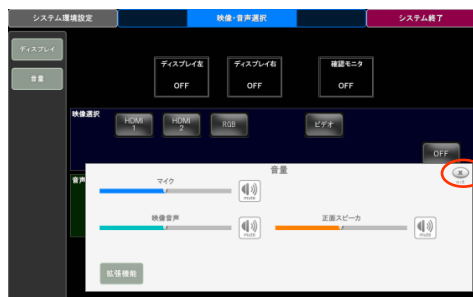 システム環境設定
映像・音声選択
システム終了
ディスプレイ
音量
ディスプレイ左
OFF
ディスプレイ右
OFF
確認モニタ
OFF
映像選択
HDMI
1
HDMI
2
RGB
ビデオ
OFF
音声
音量
マイク
mute
映像音声
mute
正面スピーカ
mute
拡張機能